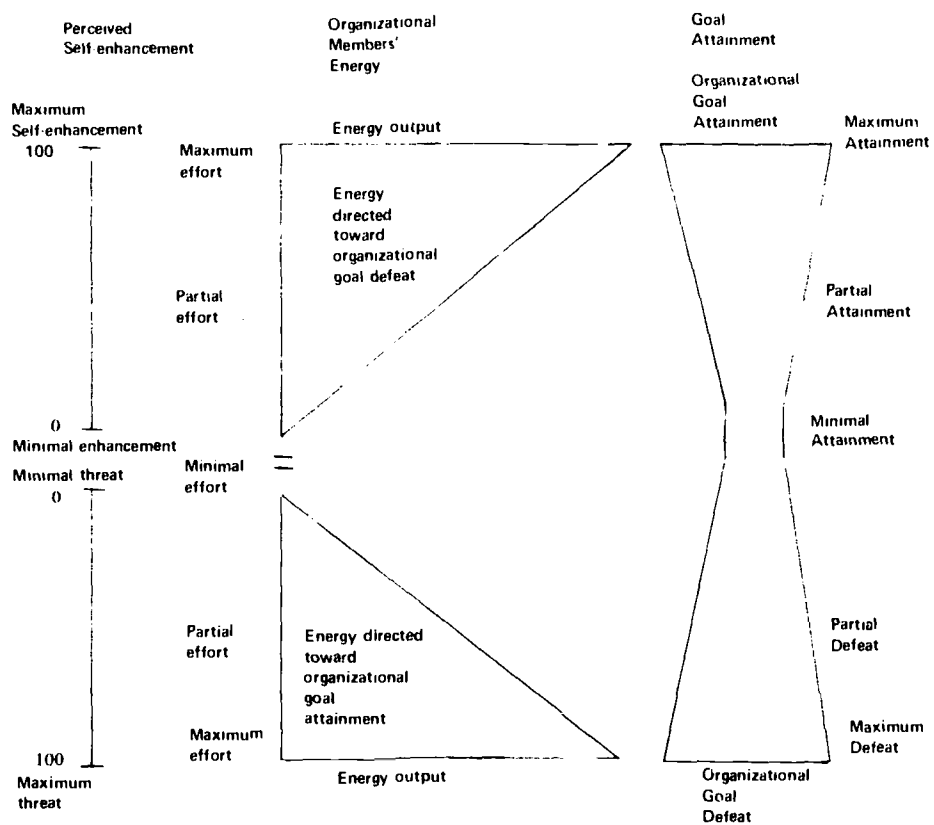 Perceived
Self-enhancement
Organizational
Members'
Energy
Goal
Attainment
Organizational
Goal
Attainment
Maximum
Self-enhancement
100
Maximum
effort
Energy output
Maximum
Attainment
Energy
directed
toward
organizational
goal defeat
Partial
effort
Partial
Attainment
0
Minimal enhancement
Minimal threat
0
Minimal
effort
Minimal
Attainment
Partial
effort
Energy directed
toward
organizational
goal
attainment
Partial
Defeat
Maximum
effort
Maximum
Defeat
100
Maximum
threat
Energy output
Organizational
Goal
Defeat